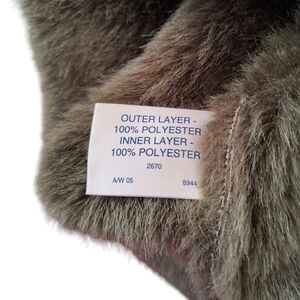 OUTER LAYER -
100% POLYESTER
INNER LAYER -
100% POLYESTER
2670
A/W 05 8944